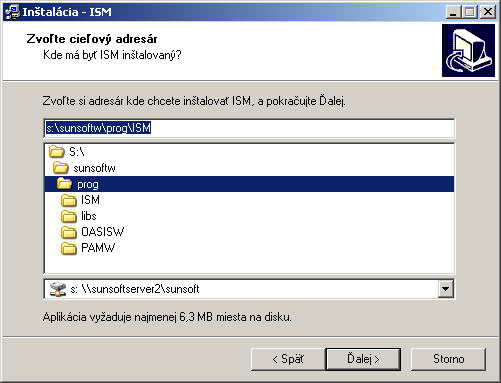 Inštalácia - ISM
Zvoľte cieľový adresár
Kde má byť ISM inštalovaný?
Zvoľte si adresár kde chcete inštalovať ISM, a pokračujte Ďalej.
s:\sunsoftw\prog\ISM
S:\
sunsoftw
prog
ISM
libs
OASISW
PAMW
s: \\sunsoftserver2\sunsoft
Aplikácia vyžaduje najmenej 6,3 MB miesta na disku.
< Späť
Ďalej >
Storno